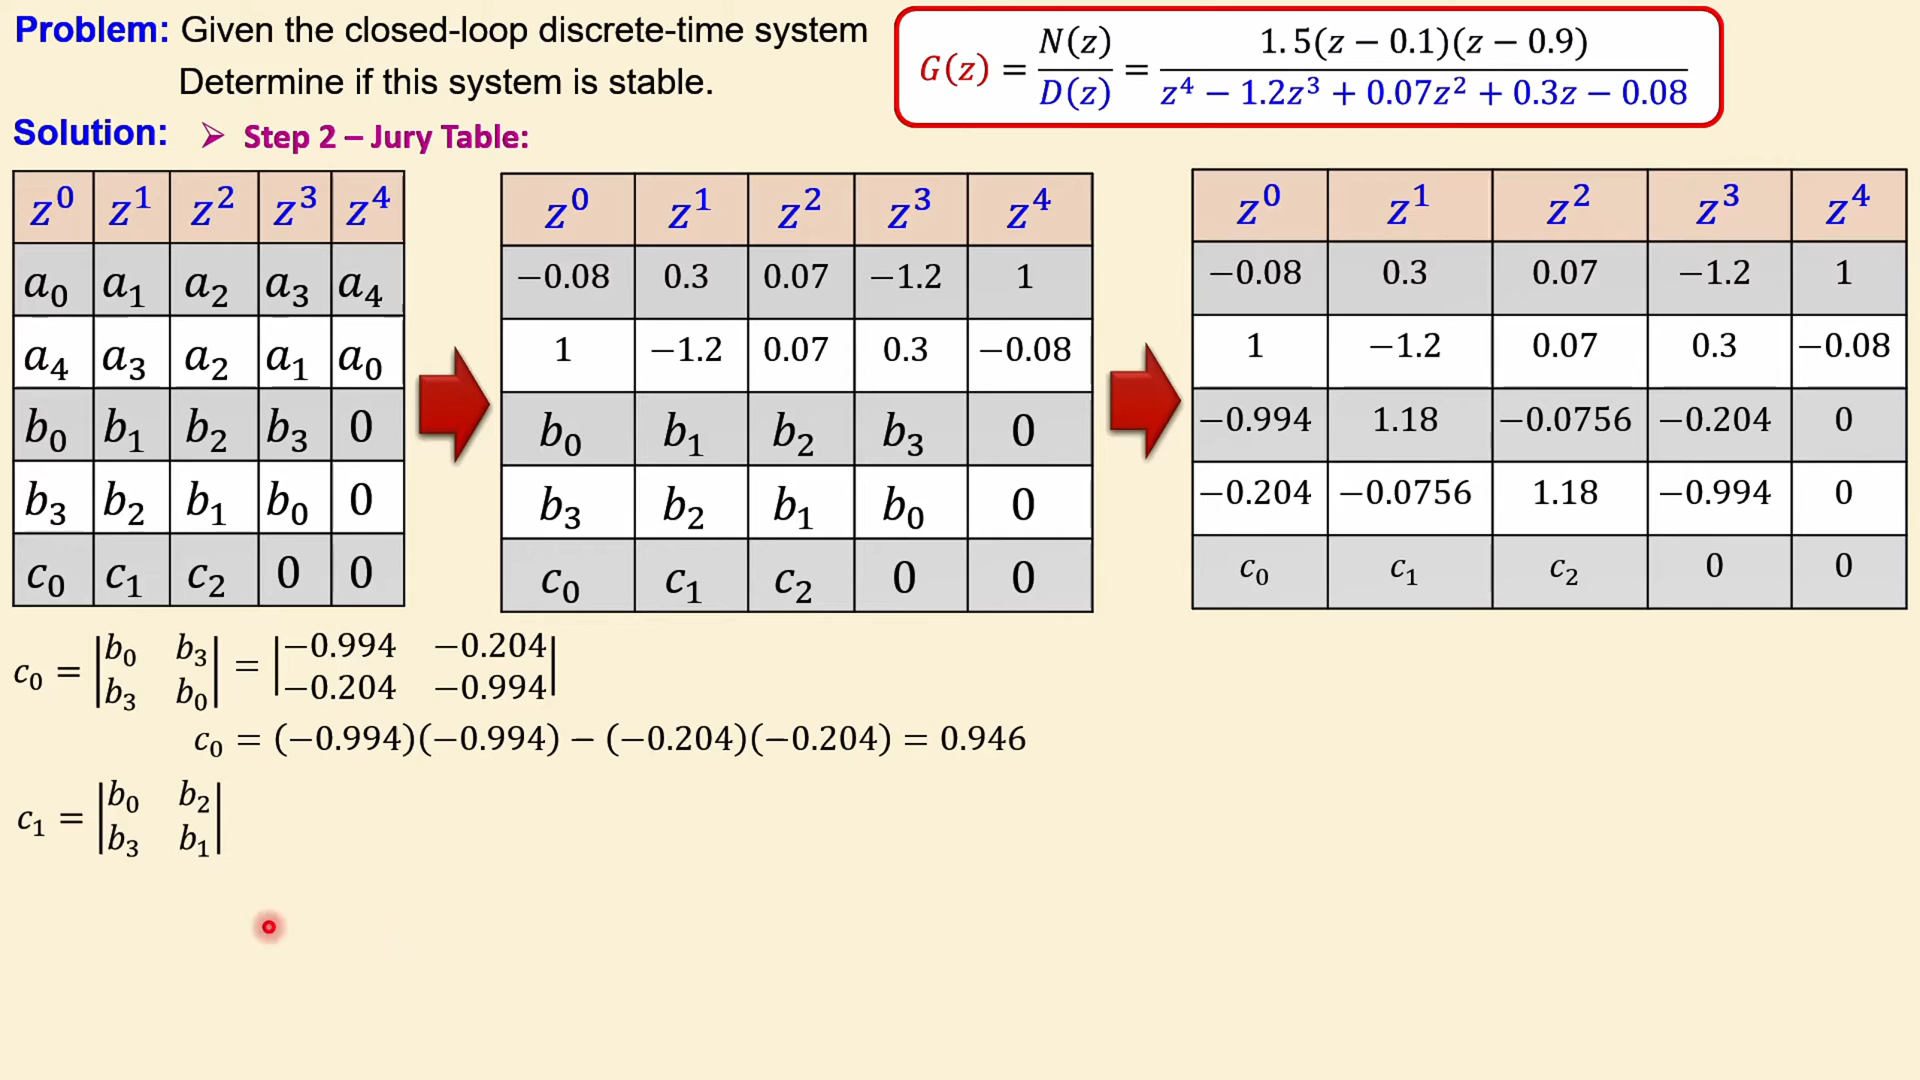 Problem: Given the closed-loop discrete-time system
Determine if this system is stable.
G(z) = N(z)/D(z) = 1.5(z − 0.1)(z − 0.9)/(z⁴ − 1.2z³ + 0.07z² + 0.3z − 0.08)
Solution: ➢ Step 2 – Jury Table:
z⁰ z¹ z² z³ z⁴
a₀ a₁ a₂ a₃ a₄
a₄ a₃ a₂ a₁ a₀
b₀ b₁ b₂ b₃ 0
b₃ b₂ b₁ b₀ 0
c₀ c₁ c₂ 0 0
z⁰ z¹ z² z³ z⁴
−0.08 0.3 0.07 −1.2 1
1 −1.2 0.07 0.3 −0.08
b₀ b₁ b₂ b₃ 0
b₃ b₂ b₁ b₀ 0
c₀ c₁ c₂ 0 0
z⁰ z¹ z² z³ z⁴
−0.08 0.3 0.07 −1.2 1
1 −1.2 0.07 0.3 −0.08
−0.994 1.18 −0.0756 −0.204 0
−0.204 −0.0756 1.18 −0.994 0
c₀ c₁ c₂ 0 0
c₀ = |b₀ b₃; b₃ b₀| = |−0.994 −0.204; −0.204 −0.994|
c₀ = (−0.994)(−0.994) − (−0.204)(−0.204) = 0.946
c₁ = |b₀ b₂; b₃ b₁|